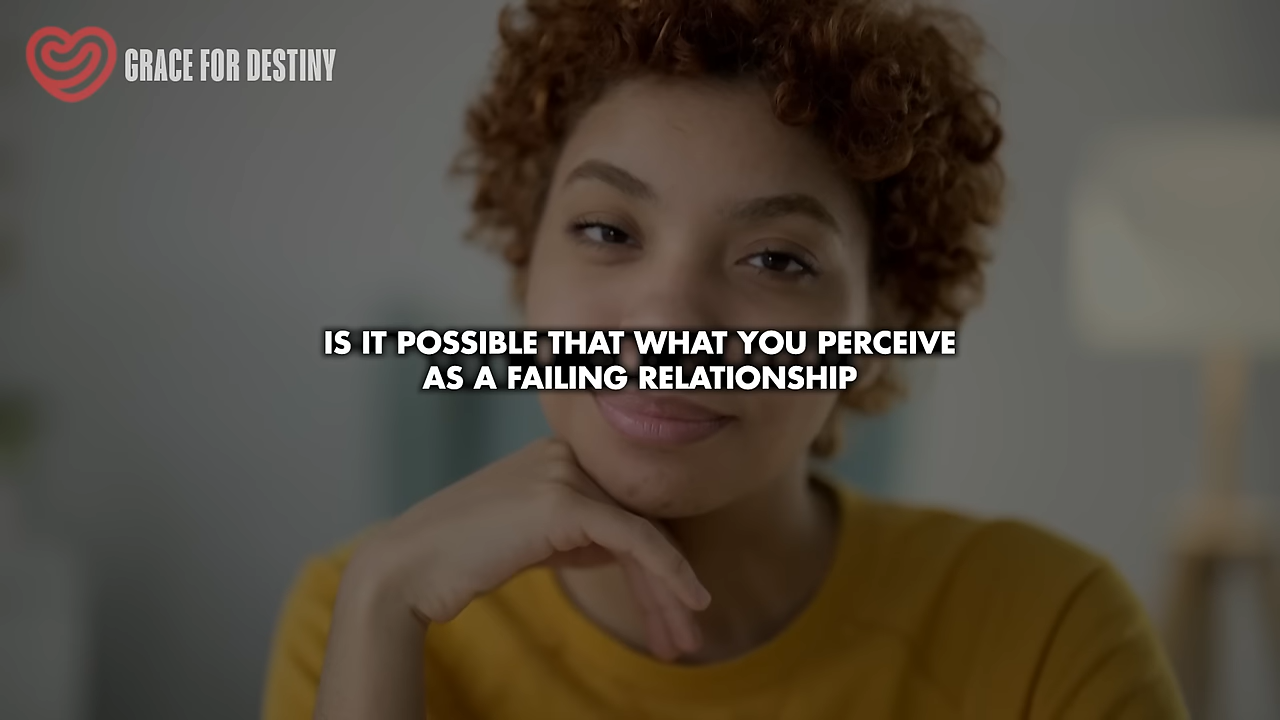 GRACE FOR DESTINY
IS IT POSSIBLE THAT WHAT YOU PERCEIVE
AS A FAILING RELATIONSHIP